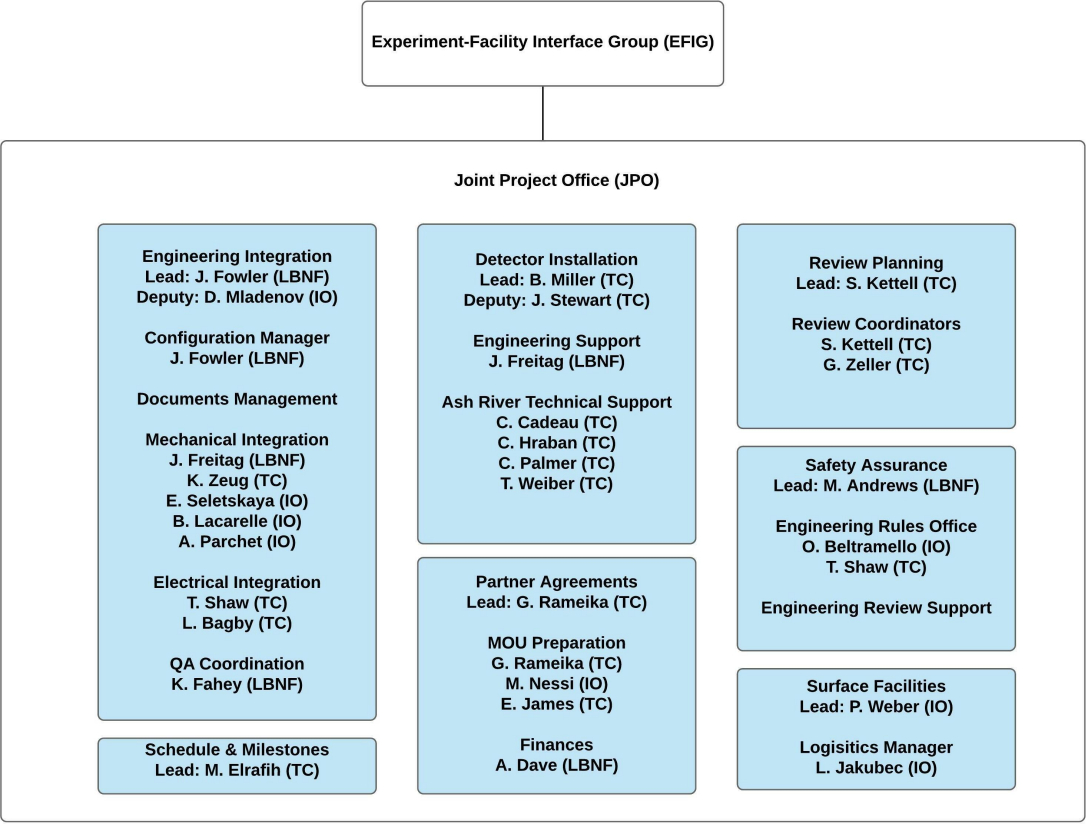 Experiment-Facility Interface Group (EFIG)
Joint Project Office (JPO)
Engineering Integration
Lead: J. Fowler (LBNF)
Deputy: D. Mladenov (IO)
Configuration Manager
J. Fowler (LBNF)
Documents Management
Mechanical Integration
J. Freitag (LBNF)
K. Zeug (TC)
E. Seletskaya (IO)
B. Lacarelle (IO)
A. Parchet (IO)
Electrical Integration
T. Shaw (TC)
L. Bagby (TC)
QA Coordination
K. Fahey (LBNF)
Schedule & Milestones
Lead: M. Elrafih (TC)
Detector Installation
Lead: B. Miller (TC)
Deputy: J. Stewart (TC)
Engineering Support
J. Freitag (LBNF)
Ash River Technical Support
C. Cadeau (TC)
C. Hraban (TC)
C. Palmer (TC)
T. Weiber (TC)
Partner Agreements
Lead: G. Rameika (TC)
MOU Preparation
G. Rameika (TC)
M. Nessi (IO)
E. James (TC)
Finances
A. Dave (LBNF)
Review Planning
Lead: S. Kettell (TC)
Review Coordinators
S. Kettell (TC)
G. Zeller (TC)
Safety Assurance
Lead: M. Andrews (LBNF)
Engineering Rules Office
O. Beltramello (IO)
T. Shaw (TC)
Engineering Review Support
Surface Facilities
Lead: P. Weber (IO)
Logisitics Manager
L. Jakubec (IO)